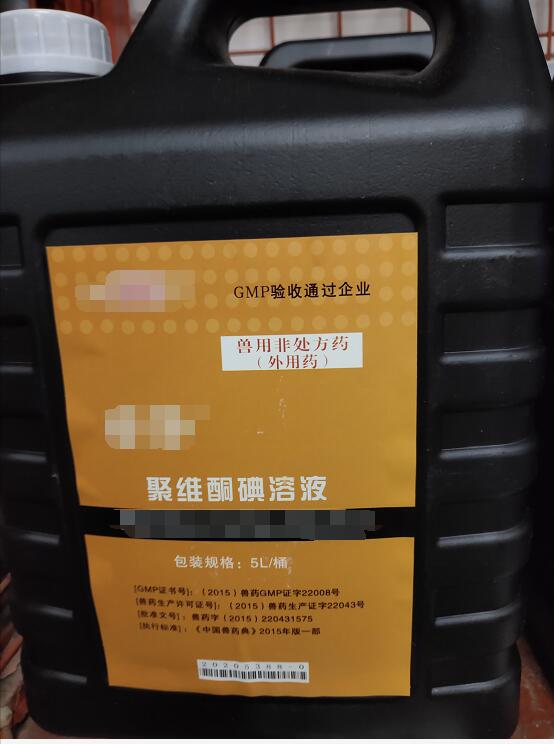 GMP验收通过企业
兽用非处方药
（外用药）
聚维酮碘溶液
包装规格：5L/桶
[GMP证书号]：（2015）兽药GMP证字22008号
[兽药生产许可证号]：（2015）兽药生产证字22043号
[批准文号]：兽药字（2015）220431575
[执行标准]：《中国兽药典》2015年版一部
20205388-0